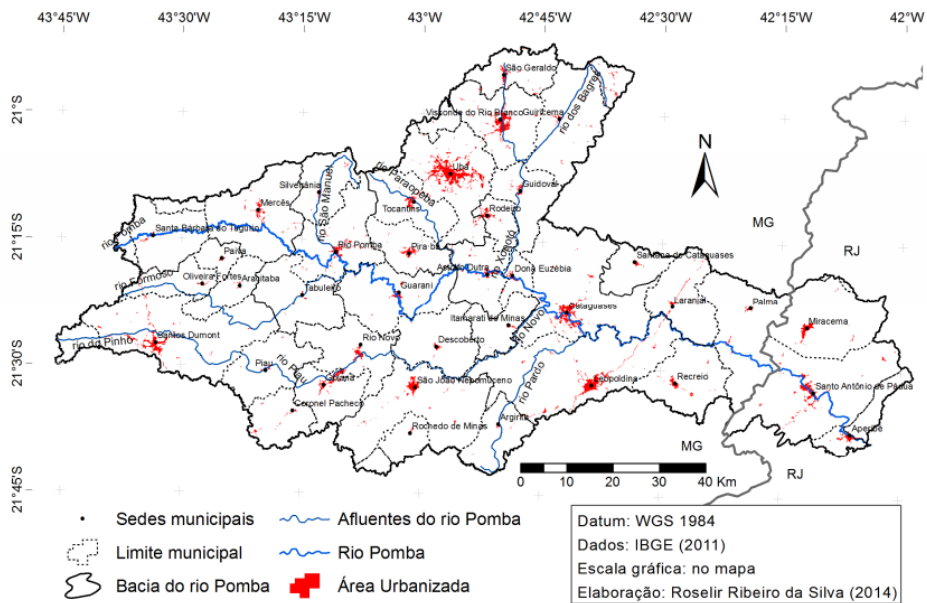 43°45'W 43°30'W 43°15'W 43°00'W 42°45'W 42°30'W 42°15'W 42°W
21°S
21°15'S
21°30'S
21°45'S
São Geraldo
Visconde do Rio Branco
Guiricema
rio dos Bagres
Ubá
rio Paraopeba
Guidoval
Silveirânia
rio São Manuel
Tocantins
Rodeiro
Mercês
rio Pomba
Santa Bárbara do Tugúrio
Rio Pomba
Piraúba
Xopotó
N
MG
RJ
Paiva
Astolfo Dutra
Dona Euzébia
Santana de Cataguases
rio Formoso
Oliveira Fortes
Aracitaba
Tabuleiro
Guarani
Cataguases
Laranjal
Palma
Itamarati de Minas
rio Novo
Miracema
rio do Pinho
Santos Dumont
Rio Novo
Descoberto
Piau
rio Piau
Goianá
São João Nepomuceno
rio Pardo
Leopoldina
Recreio
Santo Antônio de Pádua
Coronel Pacheco
Argirita
Rochedo de Minas
Aperibé
MG
RJ
0 10 20 30 40 Km
Sedes municipais
Limite municipal
Bacia do rio Pomba
Afluentes do rio Pomba
Rio Pomba
Área Urbanizada
Datum: WGS 1984
Dados: IBGE (2011)
Escala gráfica: no mapa
Elaboração: Roselir Ribeiro da Silva (2014)